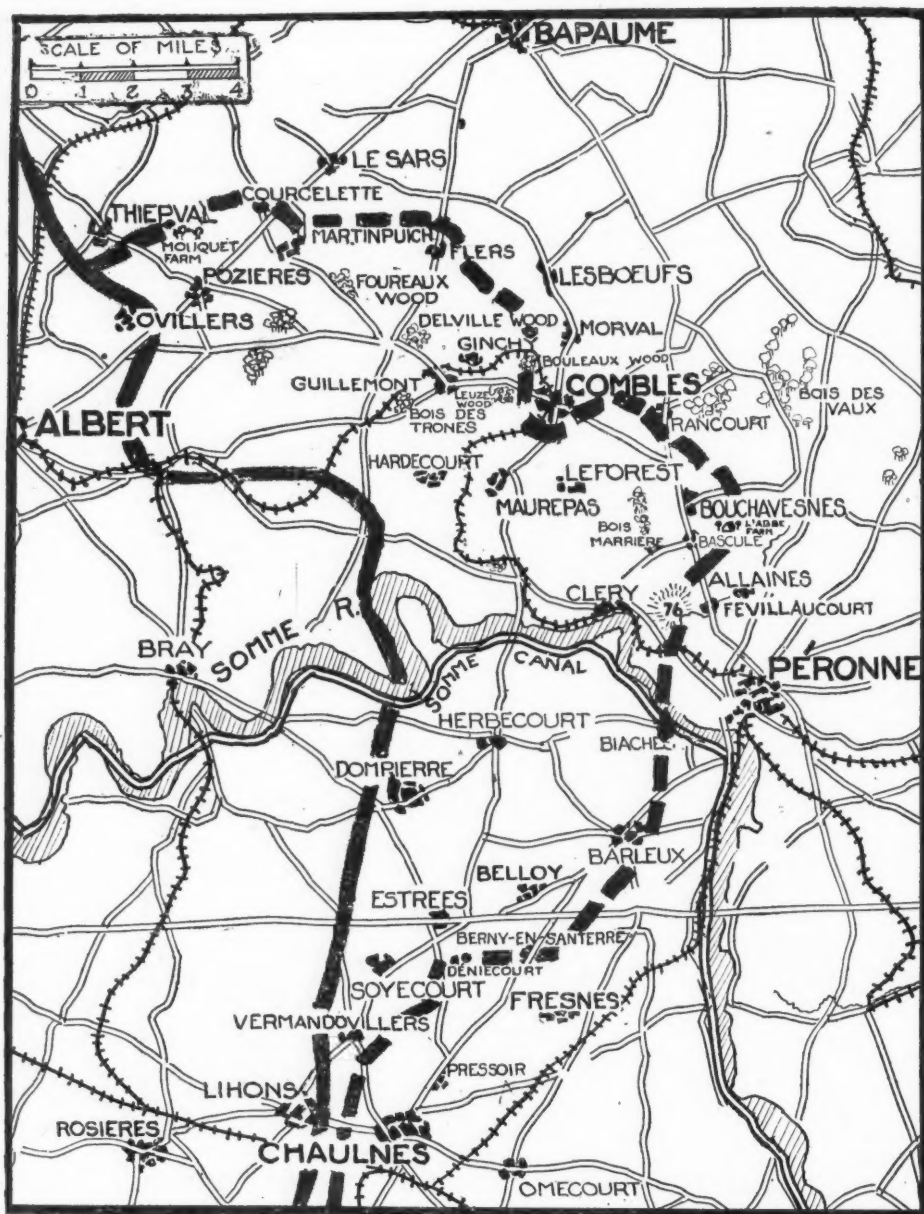 BAPAUME
SCALE OF MILES
0 1 2 3 4
LE SARS
COURCELETTE
THIEPVAL
MOUQUET
FARM
MARTINPUICH
FLERS
POZIERES
FOUREAUX
WOOD
LESBŒUFS
OVILLERS
DELVILLE WOOD
MORVAL
GINCH
BOULEAUX WOOD
GUILLEMONT
LEUZE
WOOD
COMBLES
BOIS DES
VAUX
BOIS DES
TRONES
RANCOURT
ALBERT
HARDECOURT
LEFOREST
MAUREPAS
BOUCHAVESNES
L'ABBE
FARM
BOIS
MARRIERE
BASCULE
CLERY
76
ALLAINES
FEVILLAUCOURT
BRAY
SOMME R.
SOMME CANAL
PERONNE
HERBECOURT
BIACHES
DOMPIERRE
BARLEUX
BELLOY
ESTREES
BERNY-EN-SANTERRE
DÉNIECOURT
SOYECOURT
FRESNES
VERMANDOVILLERS
PRESSOIR
LIHONS
ROSIERES
CHAULNES
OMECOURT